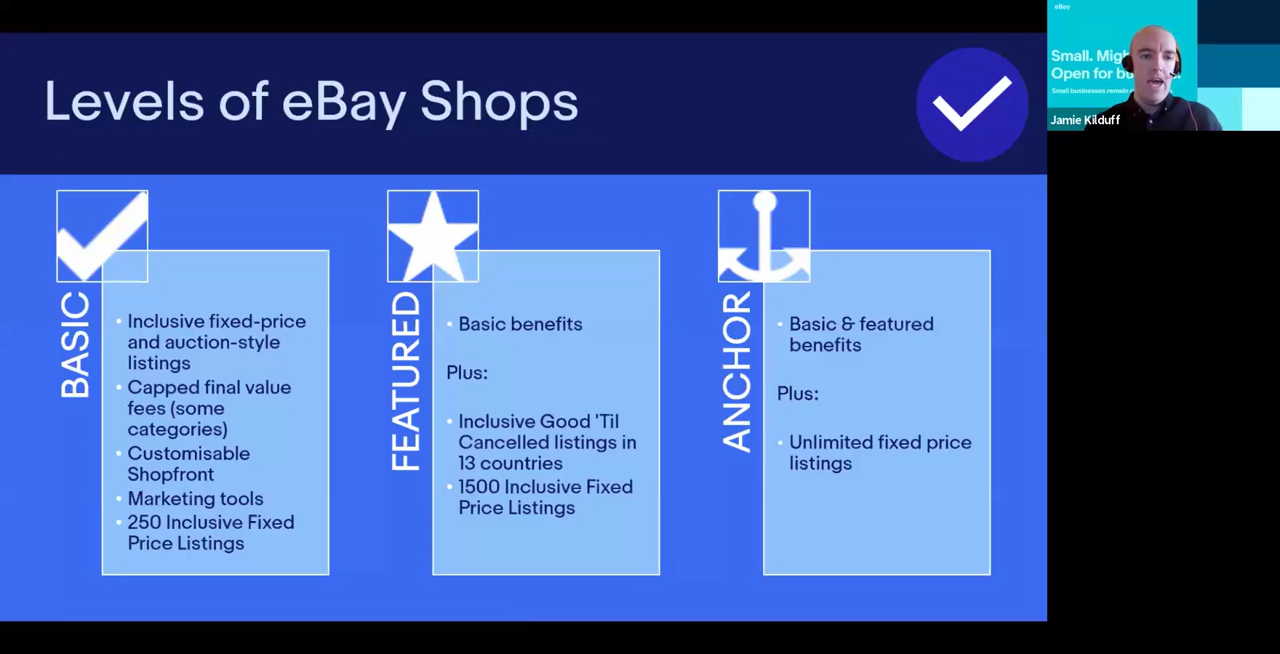 Levels of eBay Shops
BASIC
• Inclusive fixed-price
and auction-style
listings
• Capped final value
fees (some
categories)
• Customisable
Shopfront
• Marketing tools
• 250 Inclusive Fixed
Price Listings
FEATURED
• Basic benefits
Plus:
• Inclusive Good 'Til
Cancelled listings in
13 countries
• 1500 Inclusive Fixed
Price Listings
ANCHOR
• Basic & featured
benefits
Plus:
• Unlimited fixed price
listings
eBay
Small.
Open for
Small businesses remain
Jamie Kilduff